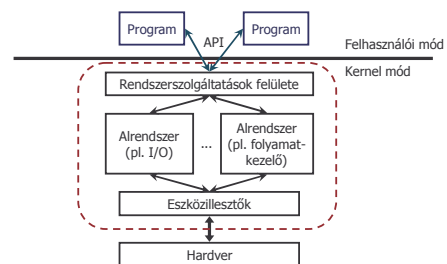 Program
Program
API
Felhasználói mód
Kernel mód
Rendszerszolgáltatások felülete
Alrendszer
(pl. I/O)
...
Alrendszer
(pl. folyamat-
kezelő)
Eszközillesztők
Hardver